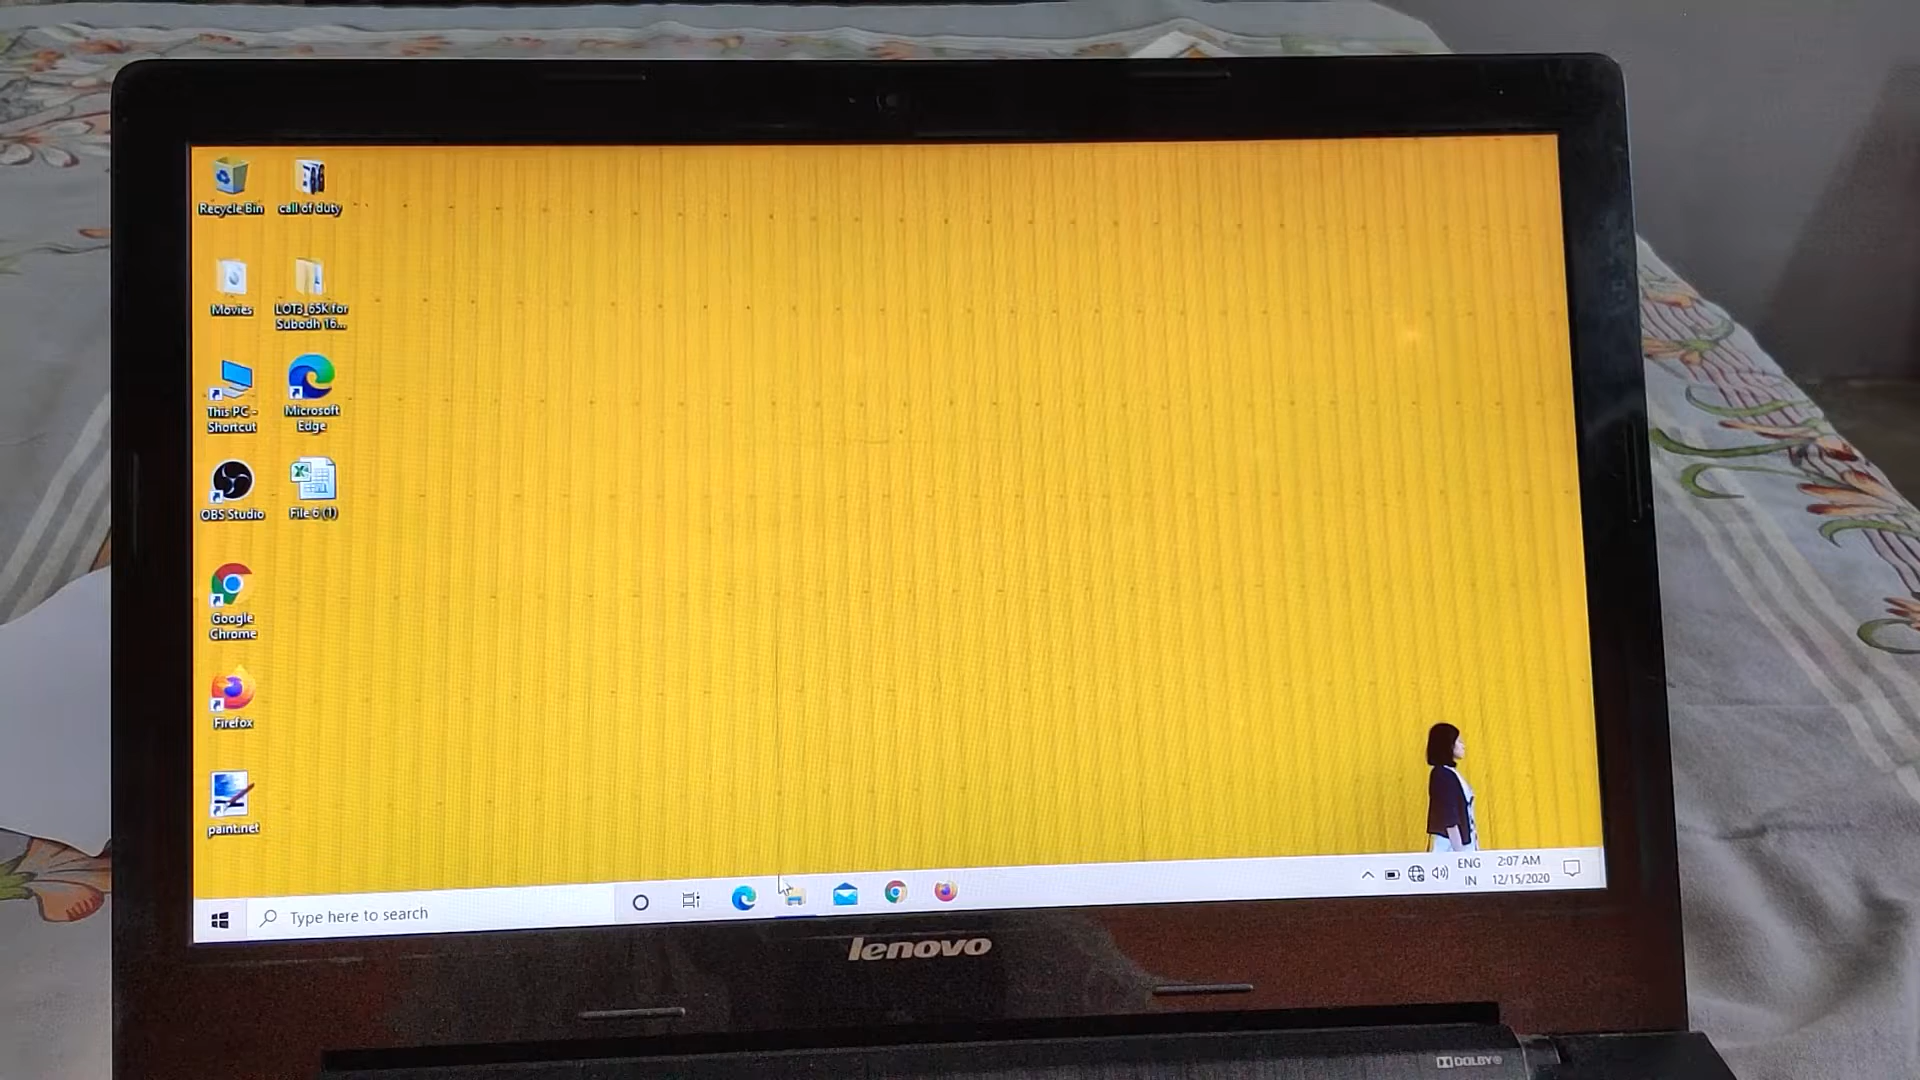 Recycle Bin
call of duty
Movies
LOT3_65K for
Subodh 16...
This PC -
Shortcut
Microsoft
Edge
OBS Studio
File 6 (1)
Google
Chrome
Firefox
paint.net
Type here to search
ENG
IN
2:07 AM
12/15/2020
lenovo
DOLBY